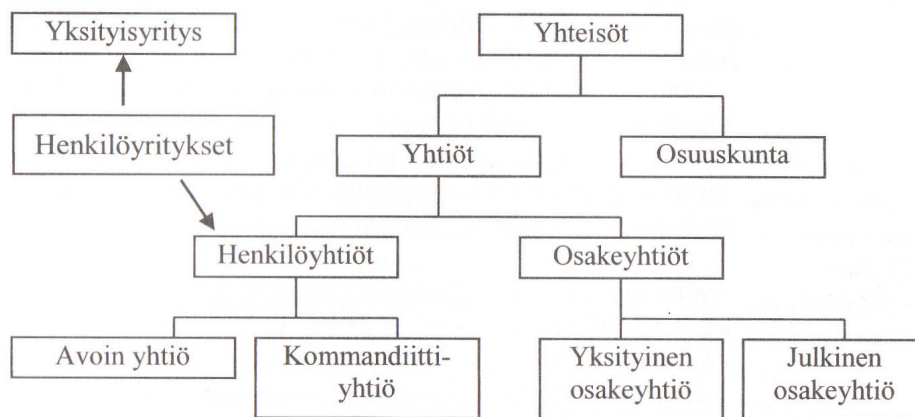 Yksityisyritys
Yhteisöt
Henkilöyritykset
Yhtiöt
Osuuskunta
Henkilöyhtiöt
Osakeyhtiöt
Avoin yhtiö
Kommandiitti-
yhtiö
Yksityinen
osakeyhtiö
Julkinen
osakeyhtiö